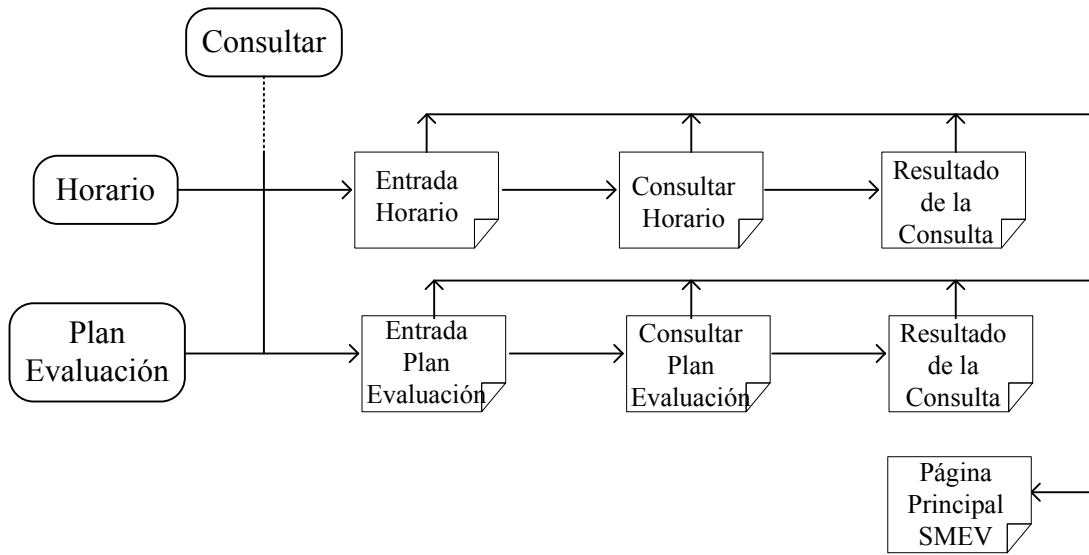 Consultar
Horario
Entrada
Horario
Consultar
Horario
Resultado
de la
Consulta
Plan
Evaluación
Entrada
Plan
Evaluación
Consultar
Plan
Evaluación
Resultado
de la
Consulta
Página
Principal
SMEV